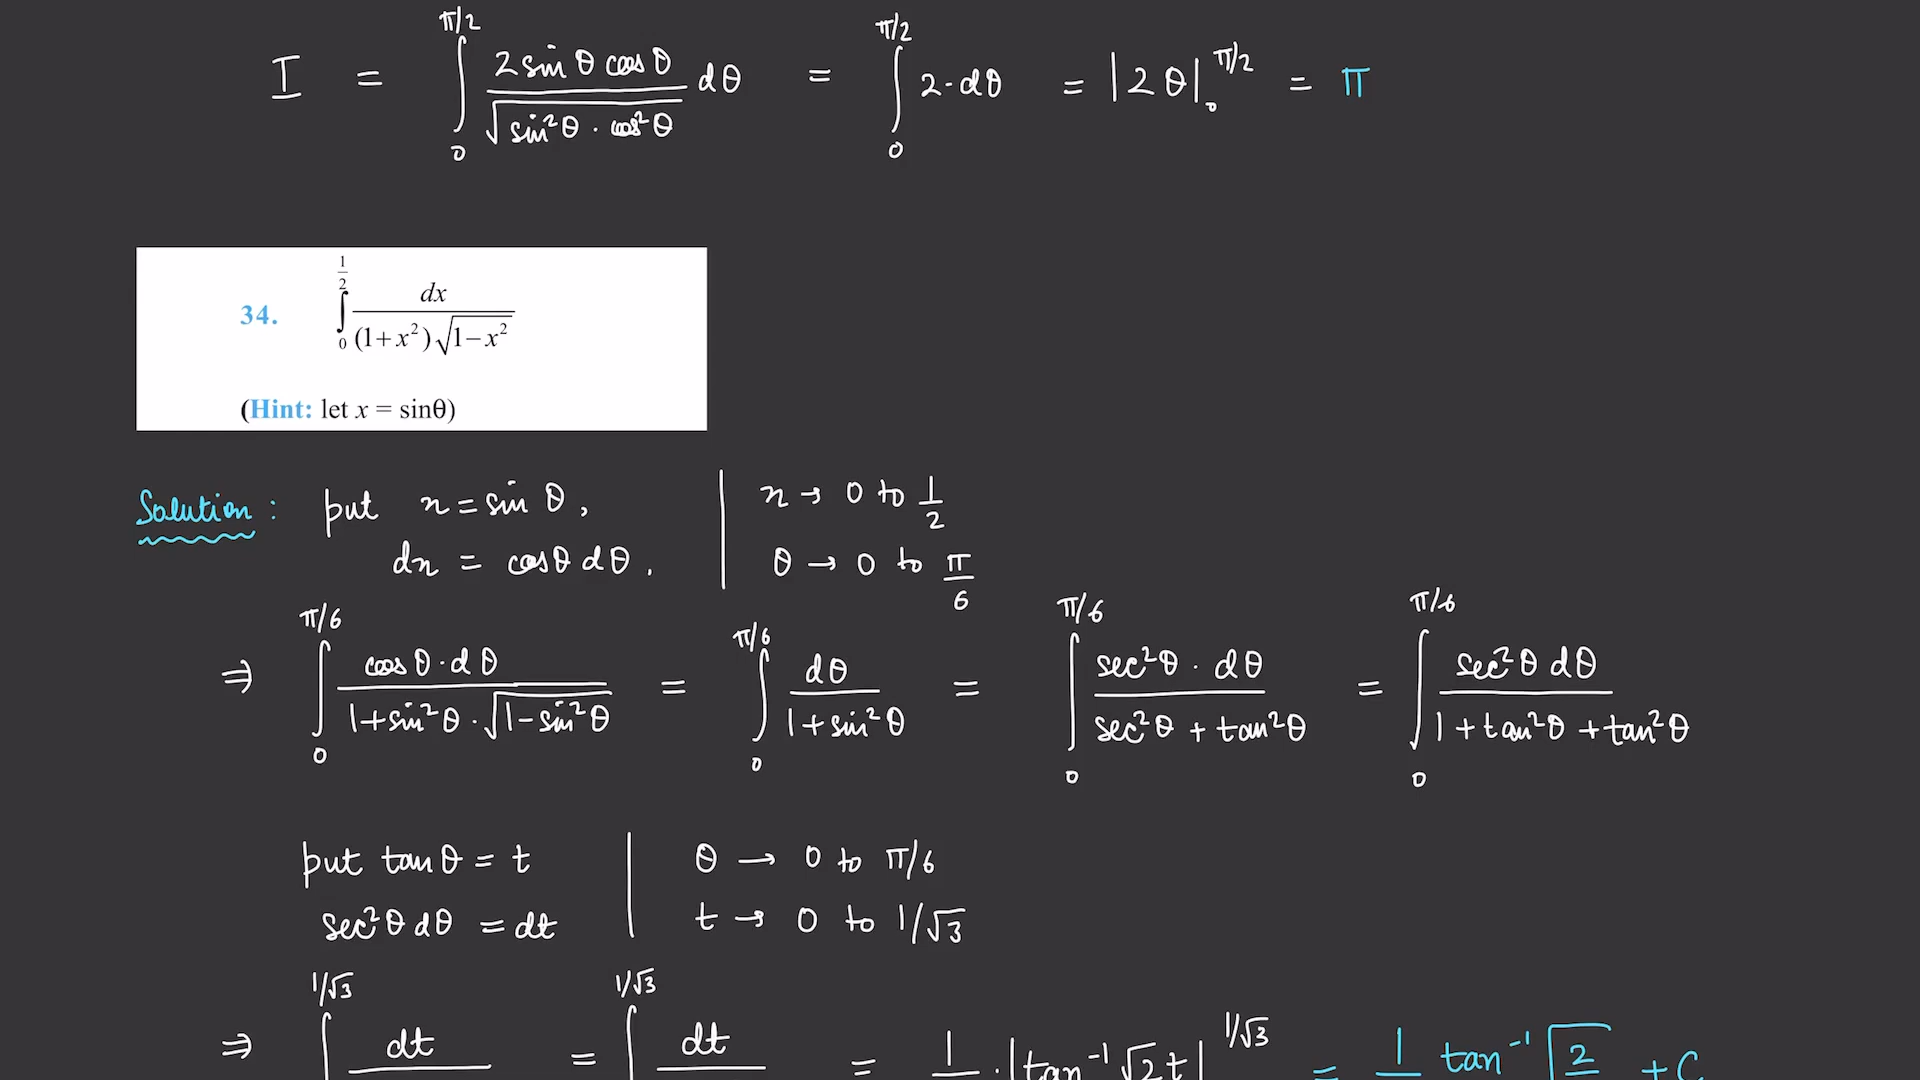 I = ∫₀^{π/2} 2 sin θ cos θ / √(sin²θ · cos²θ) dθ = ∫₀^{π/2} 2·dθ = |2θ|₀^{π/2} = π
34. ∫₀^{1/2} dx / (1+x²)√(1−x²)
(Hint: let x = sinθ)
Solution : put x = sin θ, | x → 0 to 1/2
dx = cosθ dθ. | θ → 0 to π/6
⇒ ∫₀^{π/6} cos θ · dθ / 1+sin²θ · √(1−sin²θ) = ∫₀^{π/6} dθ / 1+sin²θ = ∫₀^{π/6} sec²θ · dθ / sec²θ + tan²θ = ∫₀^{π/6} sec²θ dθ / 1+tan²θ +tan²θ
put tan θ = t | θ → 0 to π/6
sec²θ dθ = dt | t → 0 to 1/√3
⇒ ∫^{1/√3} dt = ∫^{1/√3} dt = 1 · |tan⁻¹ √2t|^{1/√3} = 1 tan⁻¹ √2 + C